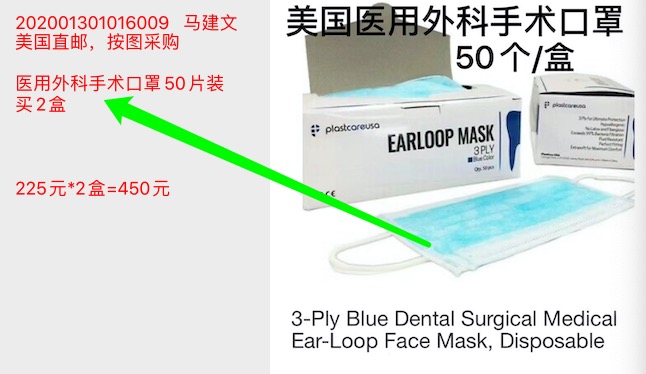 202001301016009 马建文
美国直邮，按图采购
医用外科手术口罩50片装
买2盒
225元*2盒=450元
美国医用外科手术口罩
50个/盒
plastcareusa
EARLOOP MASK
3 PLY
Blue Color
Qty. 50 pcs
plastcareusa
3-Ply Blue Dental Surgical Medical
Ear-Loop Face Mask, Disposable